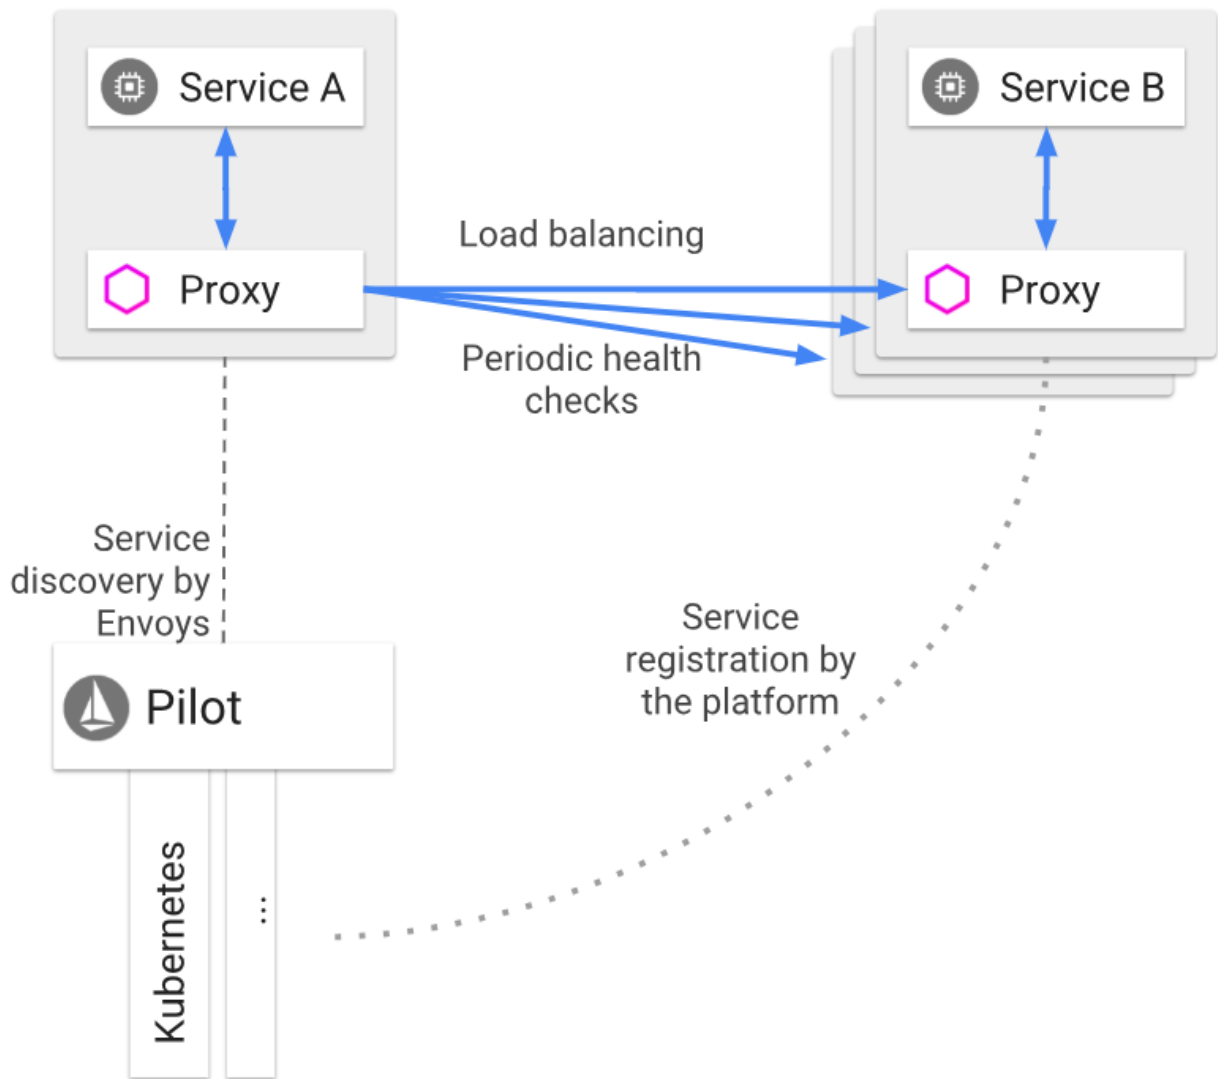 Service A
Service B
Load balancing
Proxy
Proxy
Periodic health
checks
Service
discovery by
Envoys
Service
registration by
the platform
Pilot
Kubernetes
...